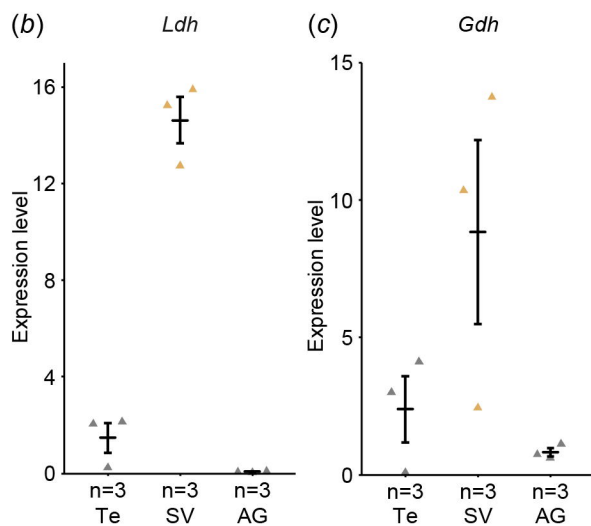 (b) Ldh
Expression level
16
12
8
4
0
n=3 n=3 n=3
Te SV AG
(c) Gdh
Expression level
15
10
5
0
n=3 n=3 n=3
Te SV AG